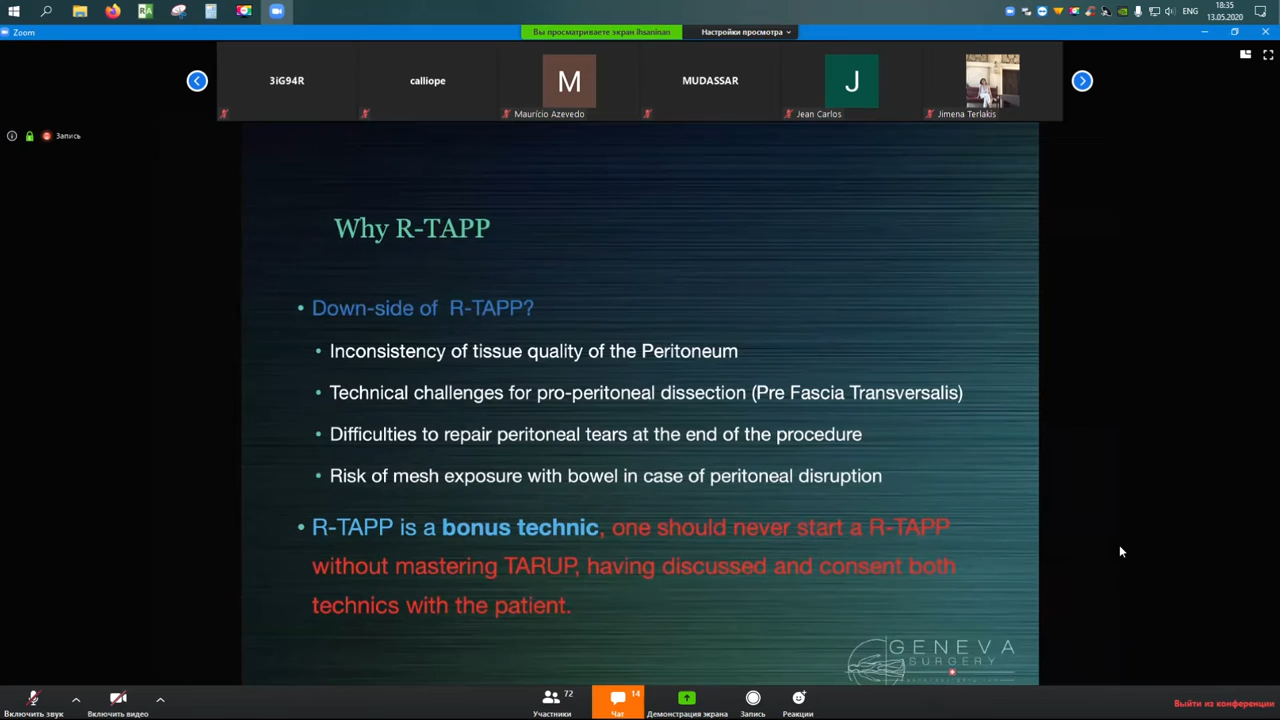 ENG
18:35
13.05.2020
Zoom
Вы просматриваете экран ihsaninan
Настройки просмотра
3iG94R
calliope
M
Maurício Azevedo
MUDASSAR
J
Jean Carlos
Jimena Terlakis
Запись
Why R-TAPP
• Down-side of R-TAPP?
• Inconsistency of tissue quality of the Peritoneum
• Technical challenges for pro-peritoneal dissection (Pre Fascia Transversalis)
• Difficulties to repair peritoneal tears at the end of the procedure
• Risk of mesh exposure with bowel in case of peritoneal disruption
• R-TAPP is a bonus technic, one should never start a R-TAPP
without mastering TARUP, having discussed and consent both
technics with the patient.
GENEVA
SURGERY
Включить звук
Включить видео
72
Участники
14
Чат
Демонстрация экрана
Запись
Реакции
Выйти из конференции